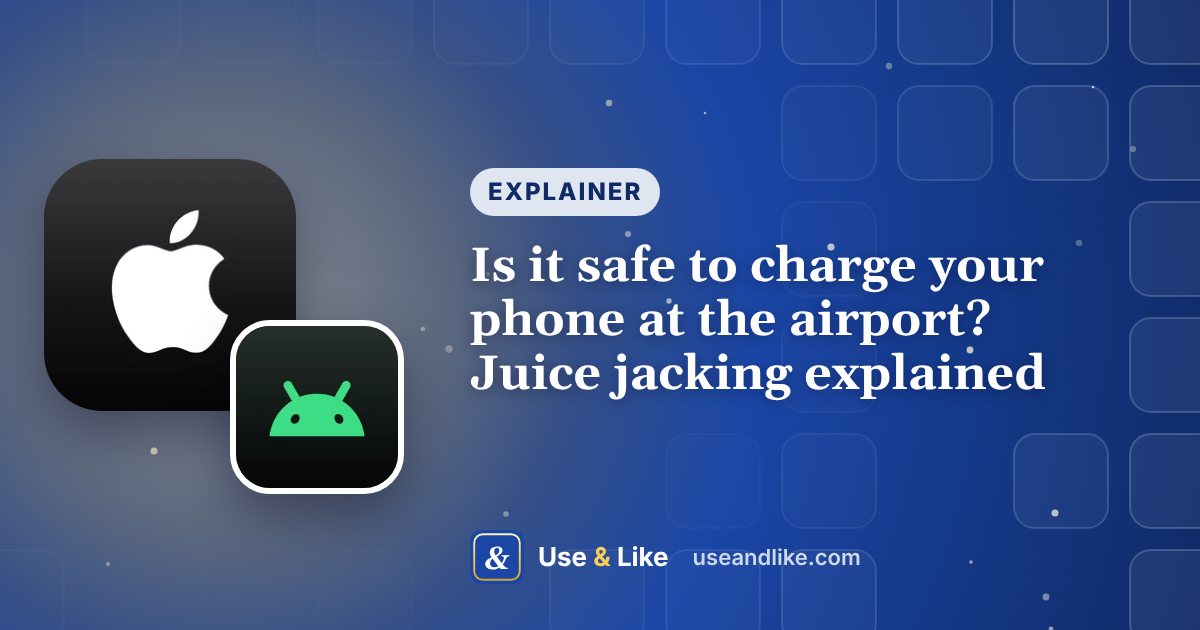 EXPLAINER
Is it safe to charge your
phone at the airport?
Juice jacking explained
& Use & Like useandlike.com